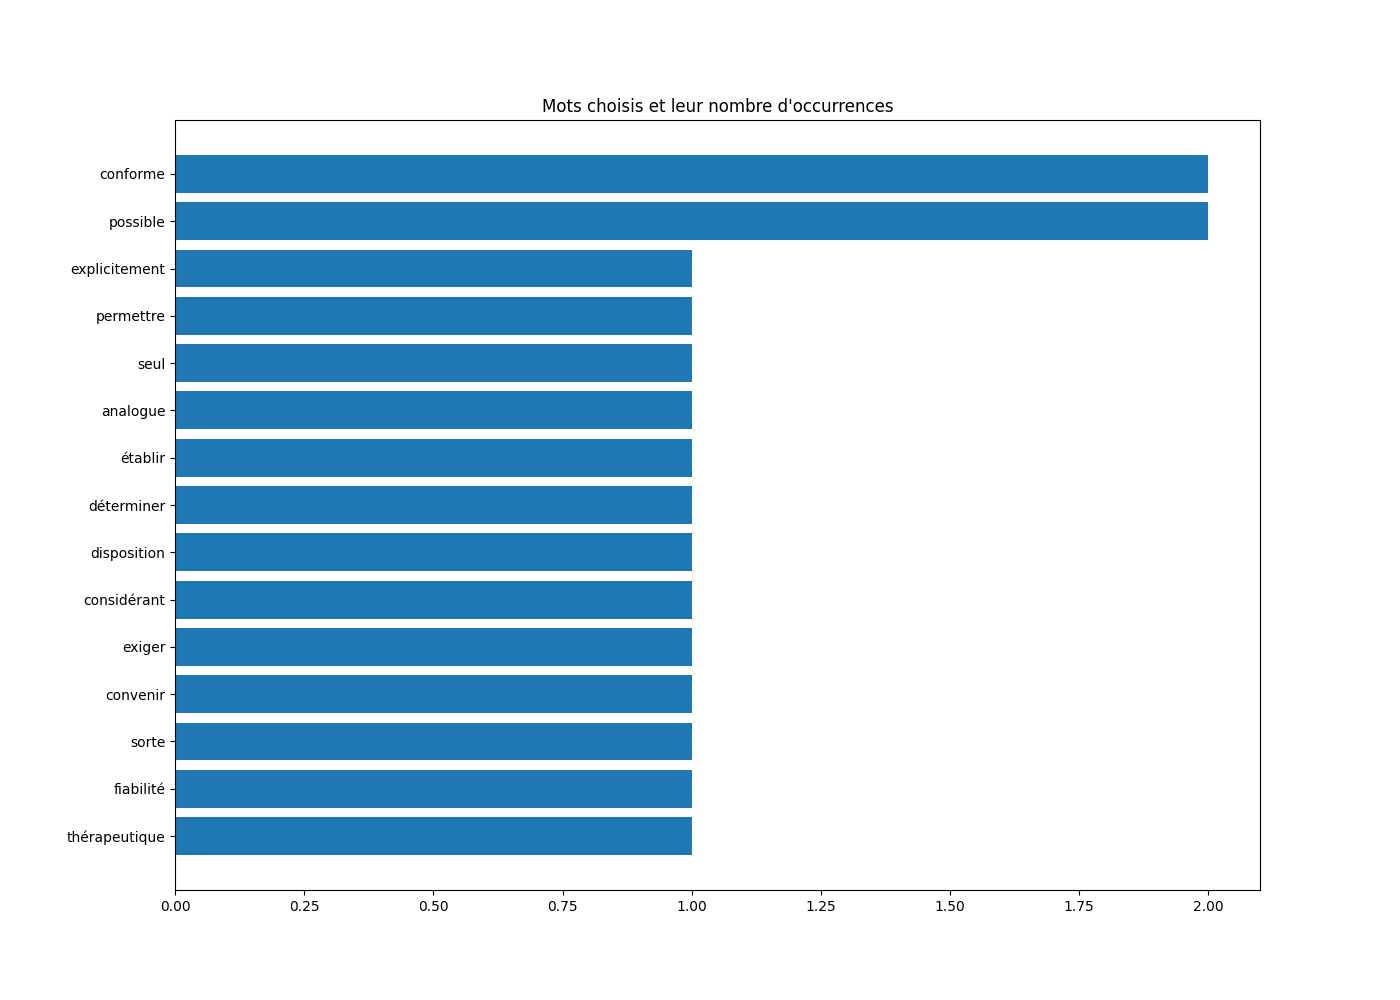 Mots choisis et leur nombre d'occurrences
conforme
possible
explicitement
permettre
seul
analogue
établir
déterminer
disposition
considérant
exiger
convenir
sorte
fiabilité
thérapeutique
0.00 0.25 0.50 0.75 1.00 1.25 1.50 1.75 2.00